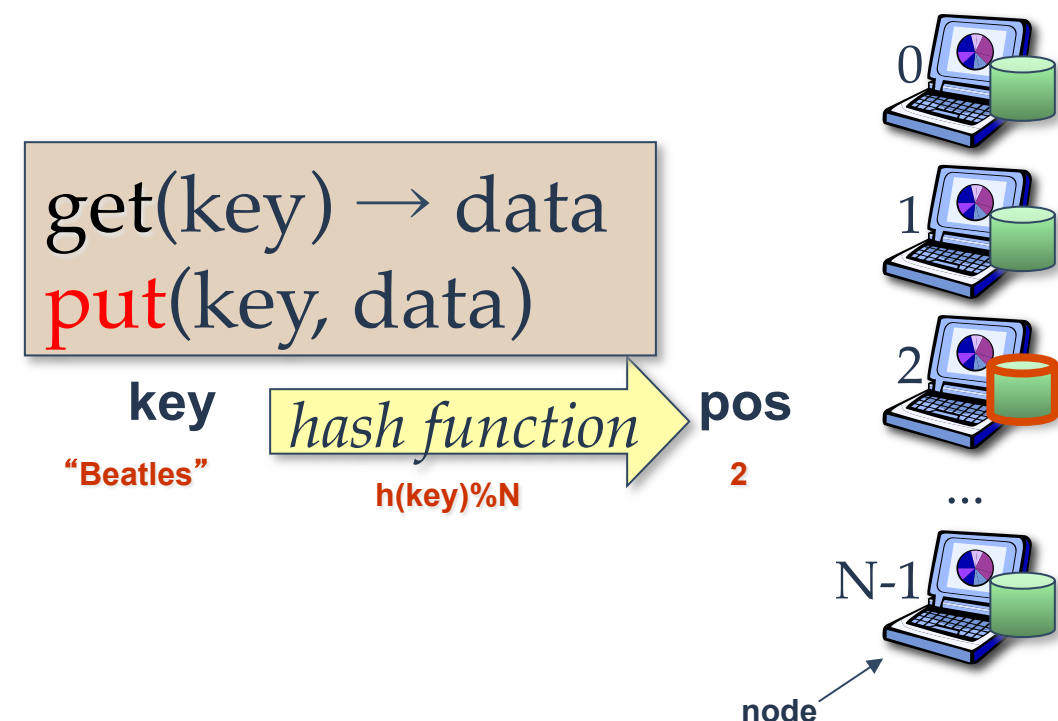 get(key) → data
put(key, data)
key
hash function
pos
“Beatles”
h(key)%N
2
0
1
2
...
N-1
node